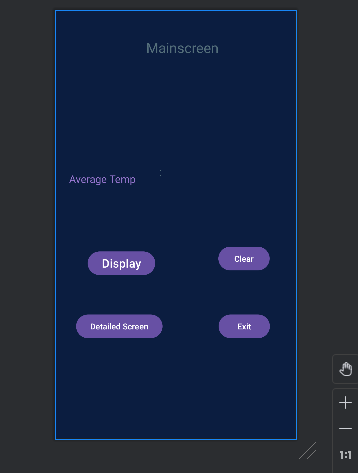 Mainscreen
Average Temp :
Display
Clear
Detailed Screen
Exit
1:1